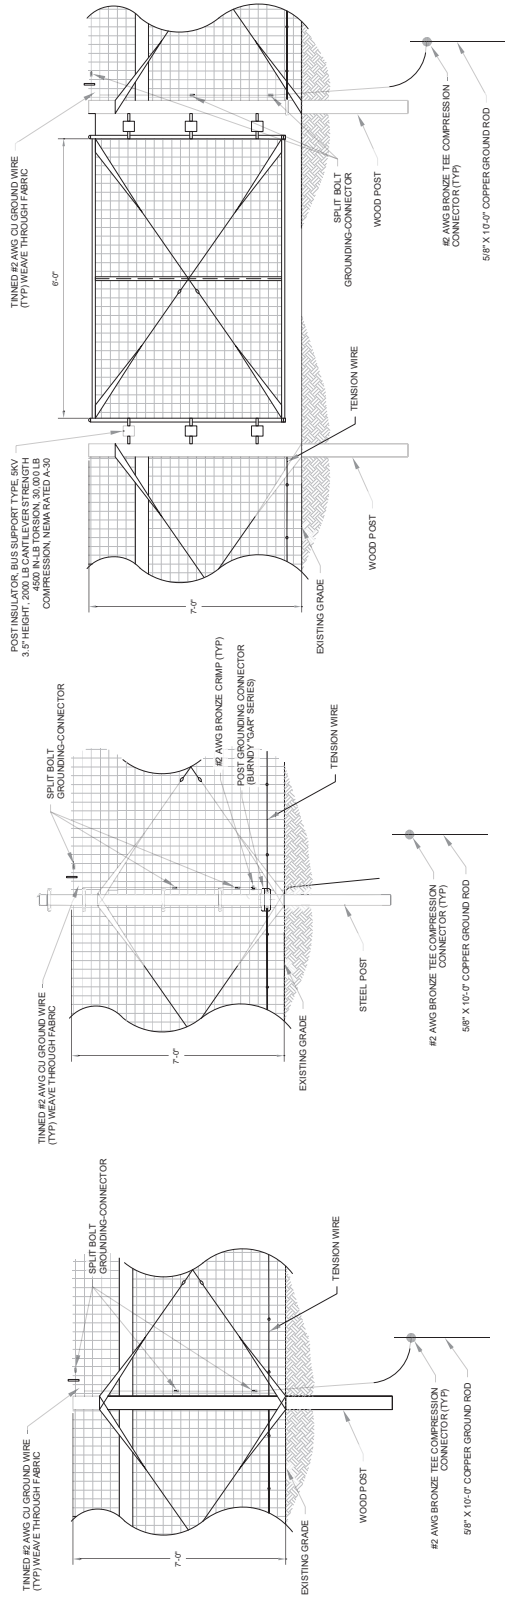 TINNED #2 AWG CU GROUND WIRE
(TYP) WEAVE THROUGH FABRIC
SPLIT BOLT
GROUNDING-CONNECTOR
7'-0"
TENSION WIRE
EXISTING GRADE
WOOD POST
#2 AWG BRONZE TEE COMPRESSION
CONNECTOR (TYP)
5/8" X 10'-0" COPPER GROUND ROD
TINNED #2 AWG CU GROUND WIRE
(TYP) WEAVE THROUGH FABRIC
SPLIT BOLT
GROUNDING-CONNECTOR
7'-0"
#2 AWG BRONZE CRIMP (TYP)
POST GROUNDING CONNECTOR
(BURNDY "GAR" SERIES)
TENSION WIRE
EXISTING GRADE
STEEL POST
#2 AWG BRONZE TEE COMPRESSION
CONNECTOR (TYP)
5/8" X 10'-0" COPPER GROUND ROD
POST INSULATOR, BUS SUPPORT TYPE, 5KV
3.5" HEIGHT, 2000 LB CANTILEVER STRENGTH
4500 IN-LB TORSION, 30,000 LB
COMPRESSION, NEMA RATED A-30
TINNED #2 AWG CU GROUND WIRE
(TYP) WEAVE THROUGH FABRIC
6'-0"
7'-0"
EXISTING GRADE
TENSION WIRE
WOOD POST
SPLIT BOLT
GROUNDING-CONNECTOR
WOOD POST
#2 AWG BRONZE TEE COMPRESSION
CONNECTOR (TYP)
5/8" X 10'-0" COPPER GROUND ROD